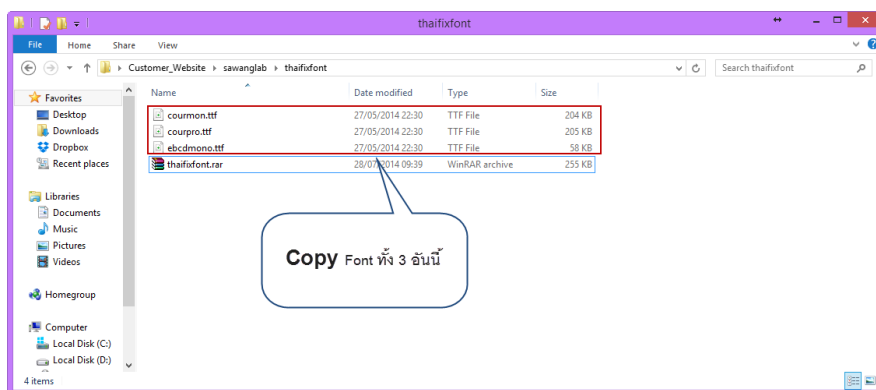 thaifixfont
File Home Share View
Customer_Website sawanglab thaifixfont Search thaifixfont
Name Date modified Type Size
Favorites
Desktop
Downloads
Dropbox
Recent places
Libraries
Documents
Music
Pictures
Videos
Homegroup
Computer
Local Disk (C:)
Local Disk (D:)
courmon.ttf 27/05/2014 22:30 TTF File 204 KB
courpro.ttf 27/05/2014 22:30 TTF File 205 KB
ebcdmono.ttf 27/05/2014 22:30 TTF File 58 KB
thaifixfont.rar 28/07/2014 09:39 WinRAR archive 255 KB
Copy Font ทั้ง 3 อันนี้
4 items